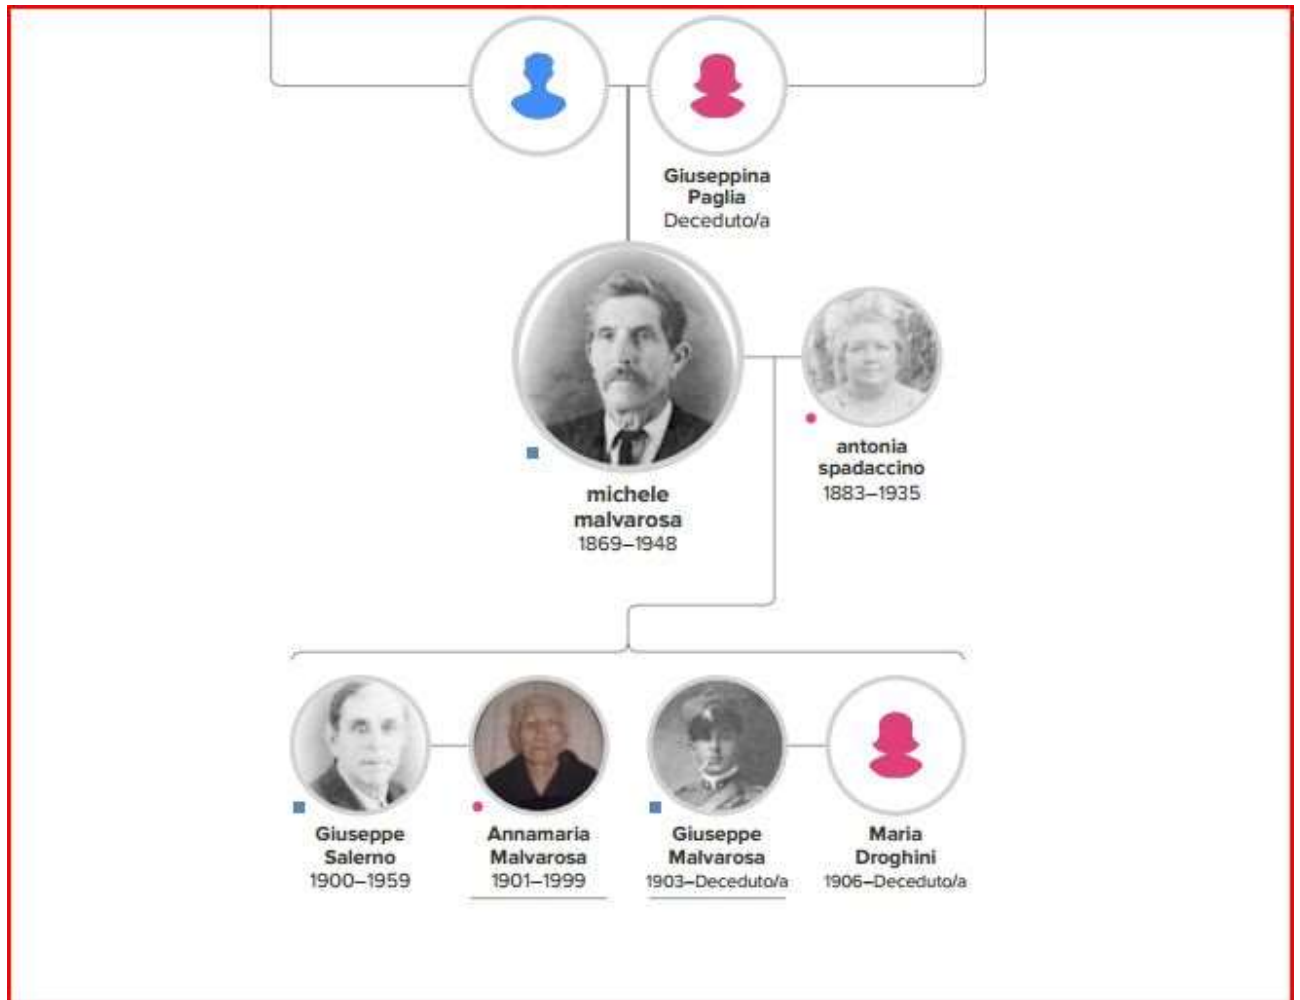 Giuseppina
Paglia
Deceduto/a
michele
malvarosa
1869–1948
antonia
spadaccino
1883–1935
Giuseppe
Salerno
1900–1959
Annamaria
Malvarosa
1901–1999
Giuseppe
Malvarosa
1903–Deceduto/a
Maria
Droghini
1906–Deceduto/a